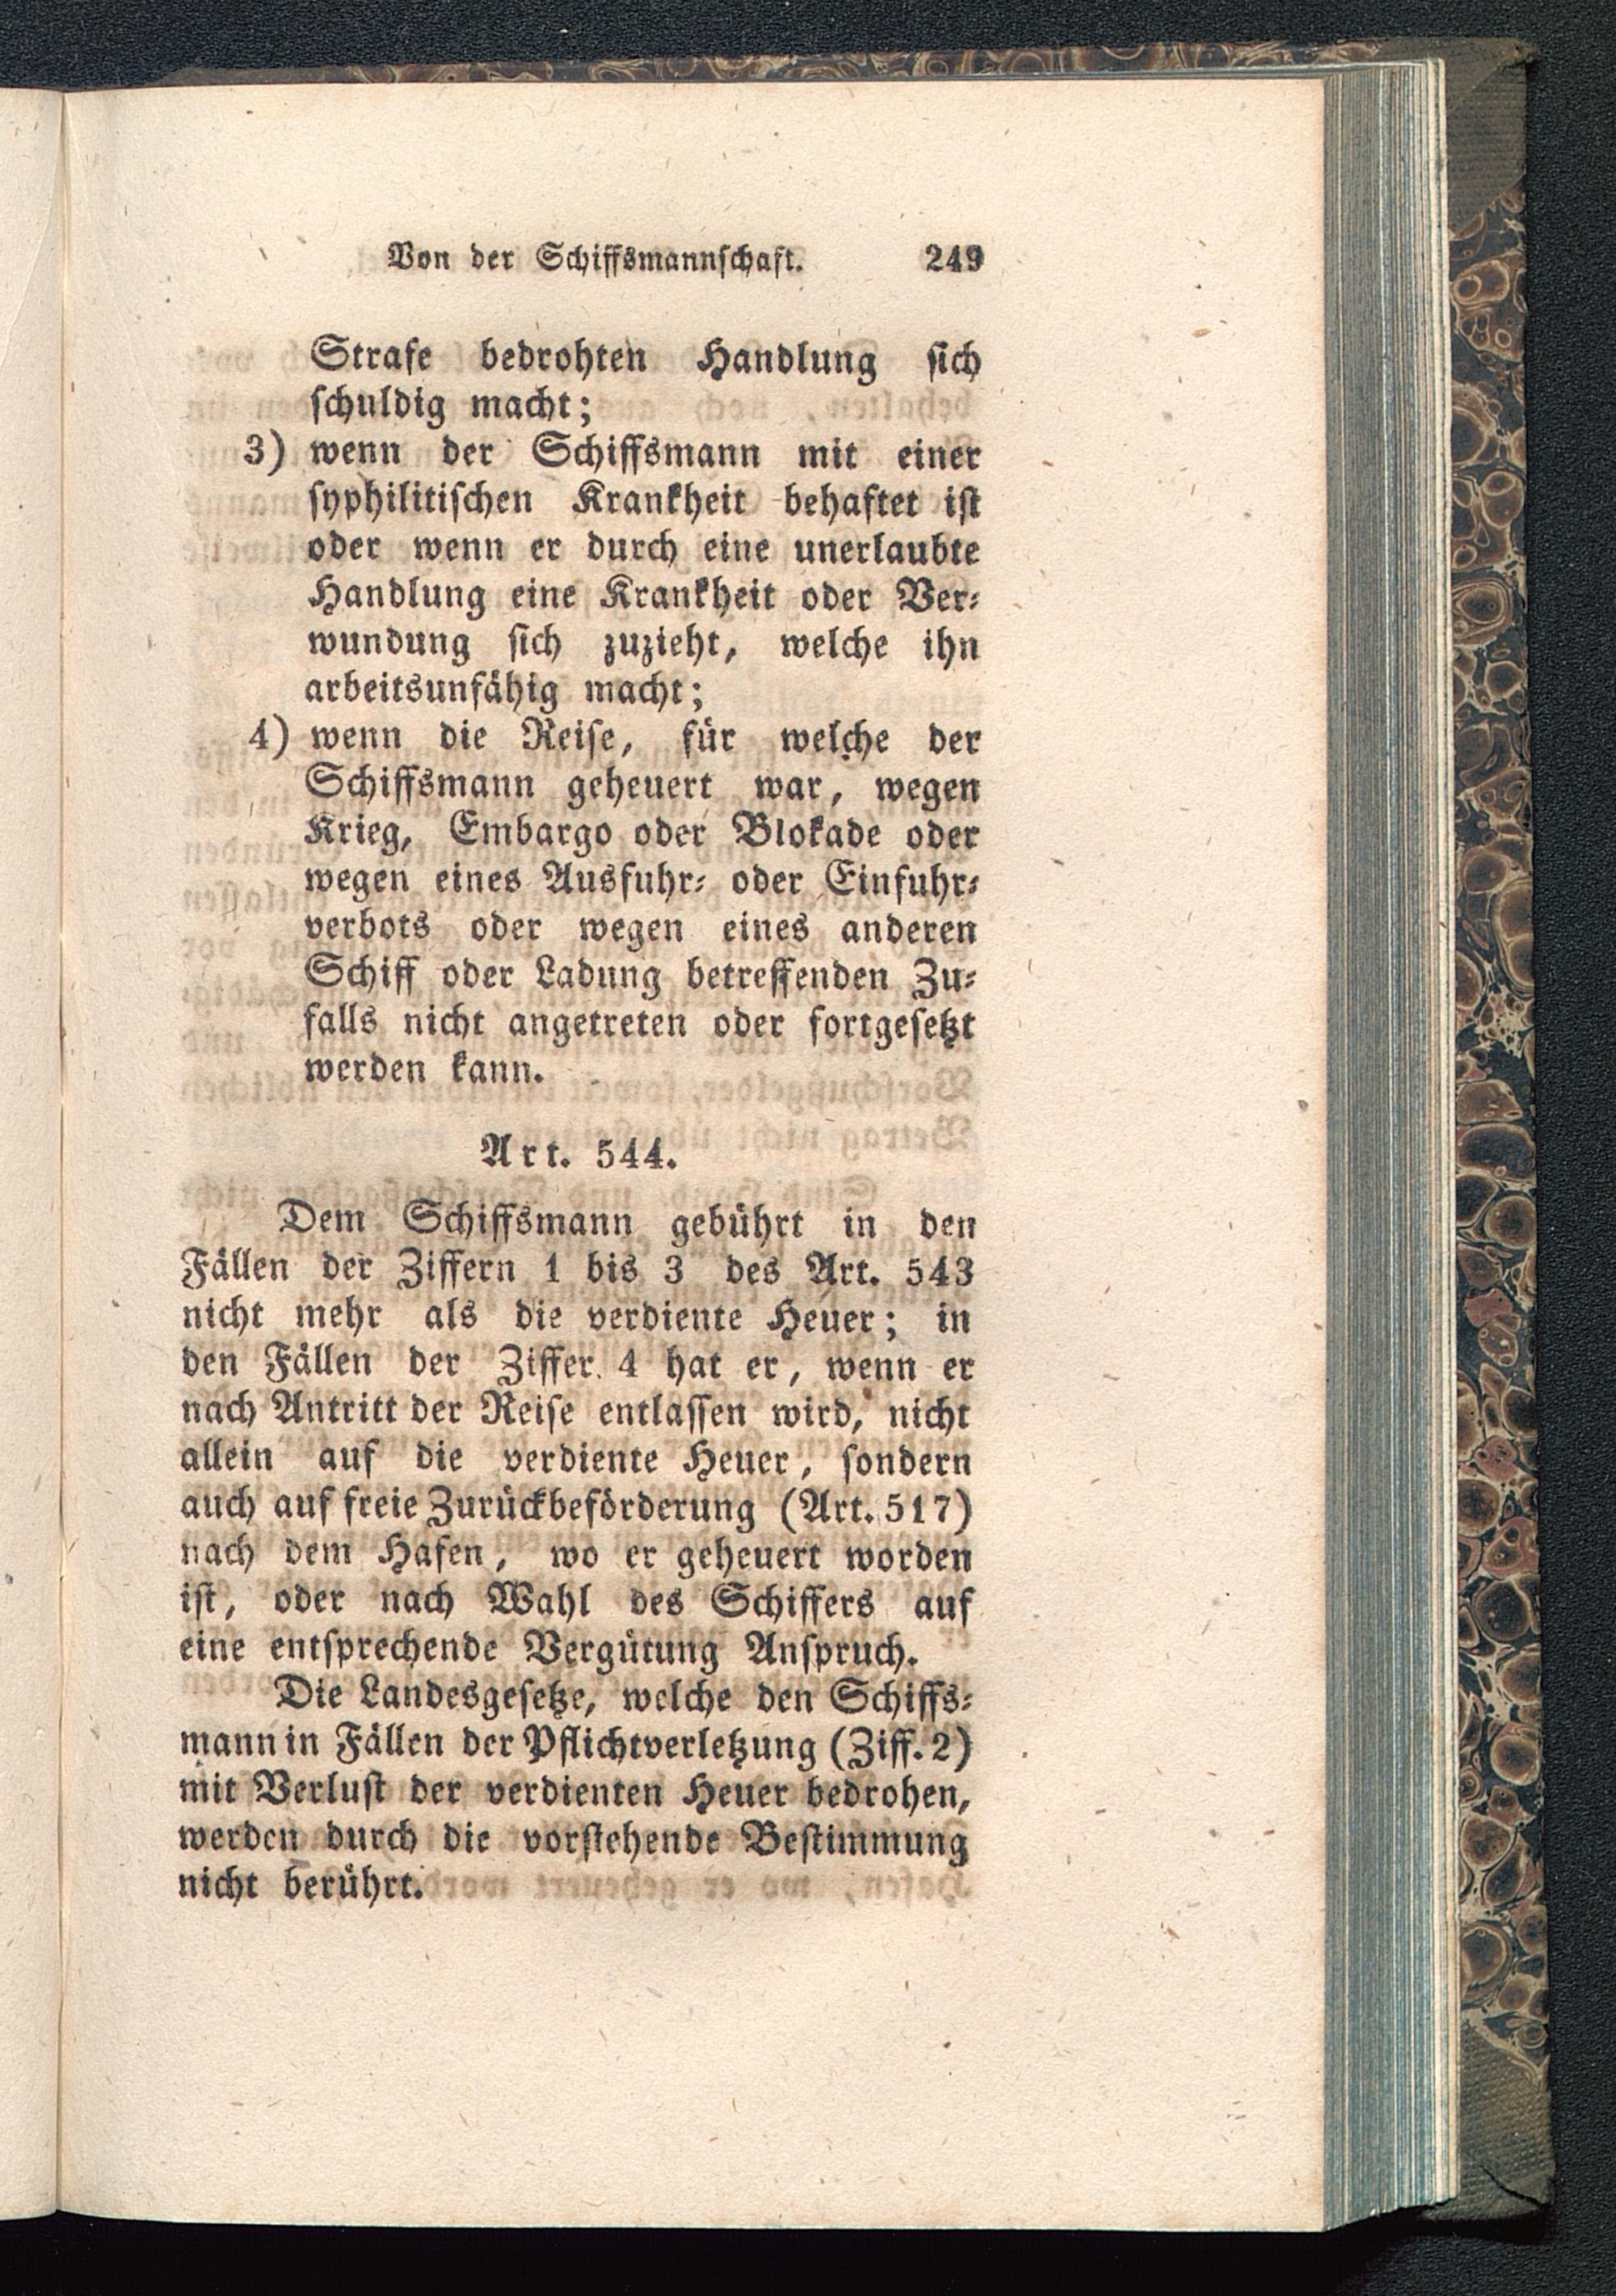 Von der Schiffsmannschaft. 249
Strafe bedrohten Handlung sich
schuldig macht;
3) wenn der Schiffsmann mit einer
syphilitischen Krankheit behaftet ist
oder wenn er durch eine unerlaubte
Handlung eine Krankheit oder Ver-
wundung sich zuzieht, welche ihn
arbeitsunfähig macht;
4) wenn die Reise, für welche der
Schiffsmann geheuert war, wegen
Krieg, Embargo oder Blokade oder
wegen eines Ausfuhr- oder Einfuhr-
verbots oder wegen eines anderen
Schiff oder Ladung betreffenden Zu-
falls nicht angetreten oder fortgesetzt
werden kann.
Art. 544.
Dem Schiffsmann gebührt in den
Fällen der Ziffern 1 bis 3 des Art. 543
nicht mehr als die verdiente Heuer; in
den Fällen der Ziffer 4 hat er, wenn er
nach Antritt der Reise entlassen wird, nicht
allein auf die verdiente Heuer, sondern
auch auf freie Zurückbeförderung (Art. 517)
nach dem Hafen, wo er geheuert worden
ist, oder nach Wahl des Schiffers auf
eine entsprechende Vergütung Anspruch.
Die Landesgesetze, welche den Schiffs-
mann in Fällen der Pflichtverletzung (Ziff. 2)
mit Verlust der verdienten Heuer bedrohen,
werden durch die vorstehende Bestimmung
nicht berührt.